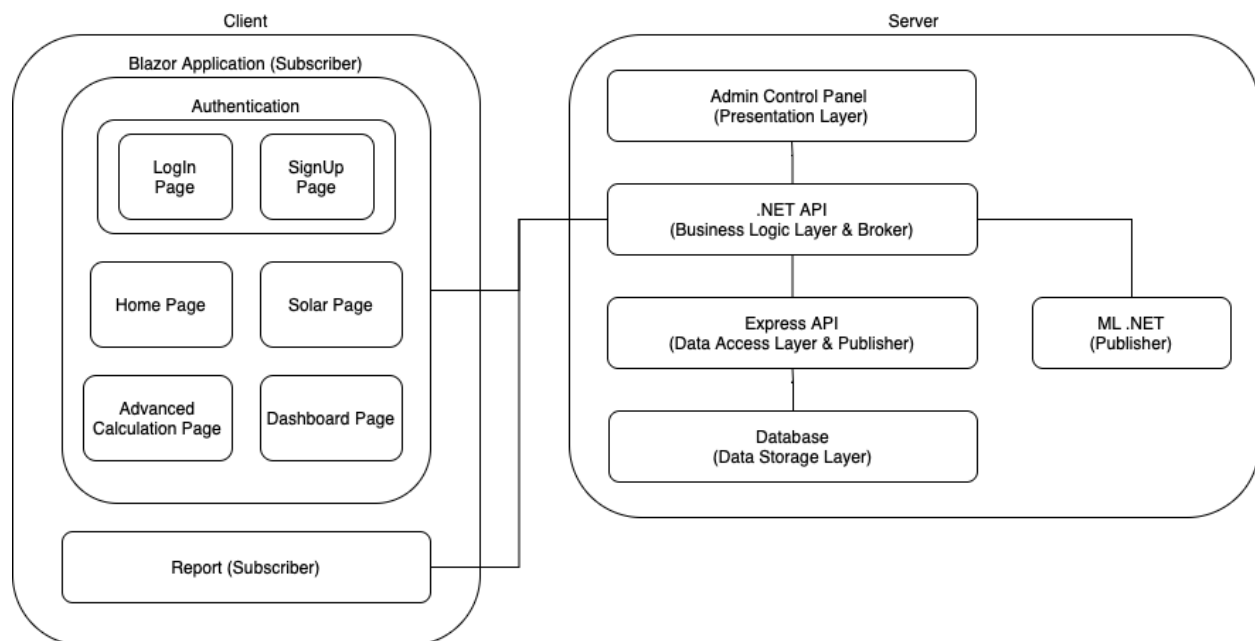 Client
Blazor Application (Subscriber)
Authentication
LogIn
Page
SignUp
Page
Home Page
Solar Page
Advanced
Calculation Page
Dashboard Page
Report (Subscriber)
Server
Admin Control Panel
(Presentation Layer)
.NET API
(Business Logic Layer & Broker)
Express API
(Data Access Layer & Publisher)
ML .NET
(Publisher)
Database
(Data Storage Layer)